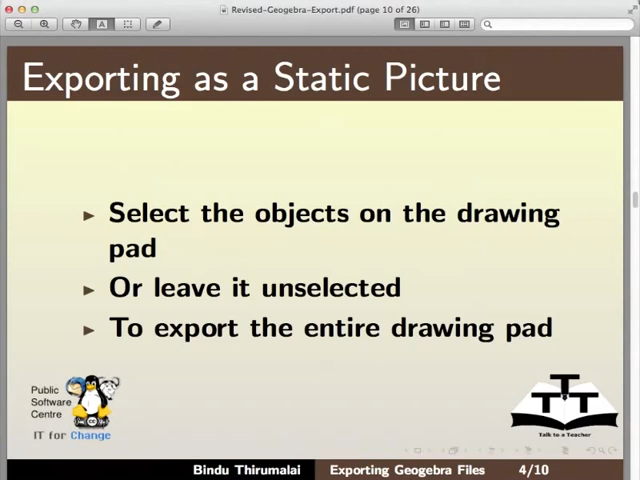 Revised-Geogebra-Export.pdf (page 10 of 26)
Exporting as a Static Picture
Select the objects on the drawing
pad
Or leave it unselected
To export the entire drawing pad
Public
Software
Centre
IT for Change
TTT
Talk to a Teacher
Bindu Thirumalai Exporting Geogebra Files 4/10